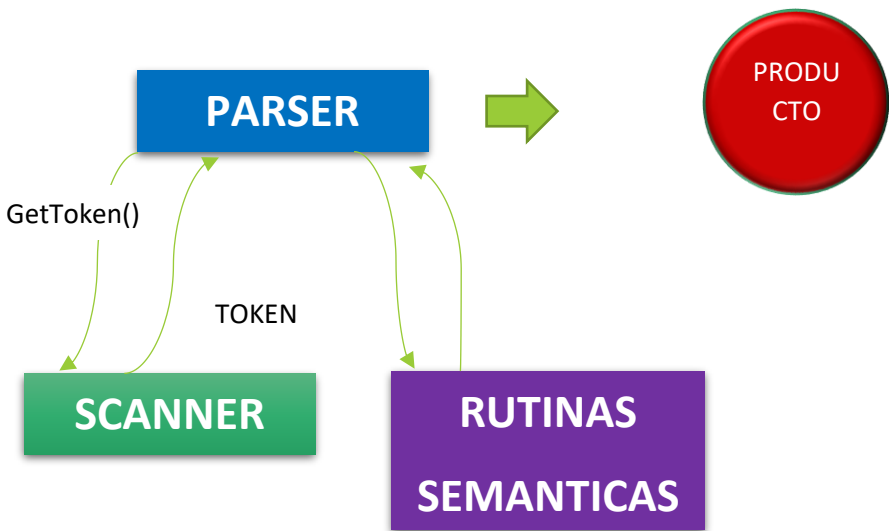 PRODU
CTO
PARSER
GetToken()
TOKEN
SCANNER
RUTINAS
SEMANTICAS